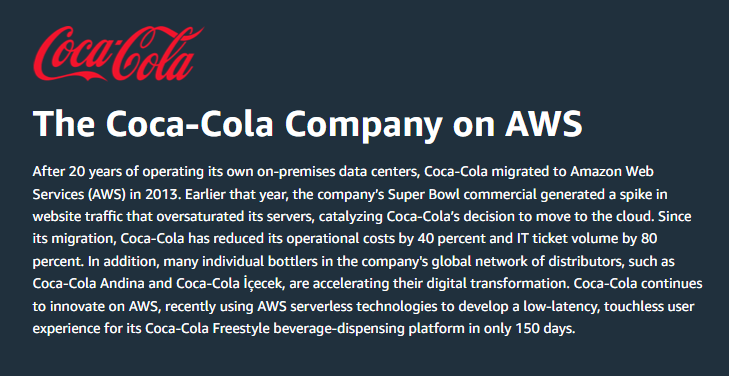 Coca-Cola
The Coca-Cola Company on AWS
After 20 years of operating its own on-premises data centers, Coca-Cola migrated to Amazon Web
Services (AWS) in 2013. Earlier that year, the company's Super Bowl commercial generated a spike in
website traffic that oversaturated its servers, catalyzing Coca-Cola's decision to move to the cloud. Since
its migration, Coca-Cola has reduced its operational costs by 40 percent and IT ticket volume by 80
percent. In addition, many individual bottlers in the company's global network of distributors, such as
Coca-Cola Andina and Coca-Cola İçecek, are accelerating their digital transformation. Coca-Cola continues
to innovate on AWS, recently using AWS serverless technologies to develop a low-latency, touchless user
experience for its Coca-Cola Freestyle beverage-dispensing platform in only 150 days.